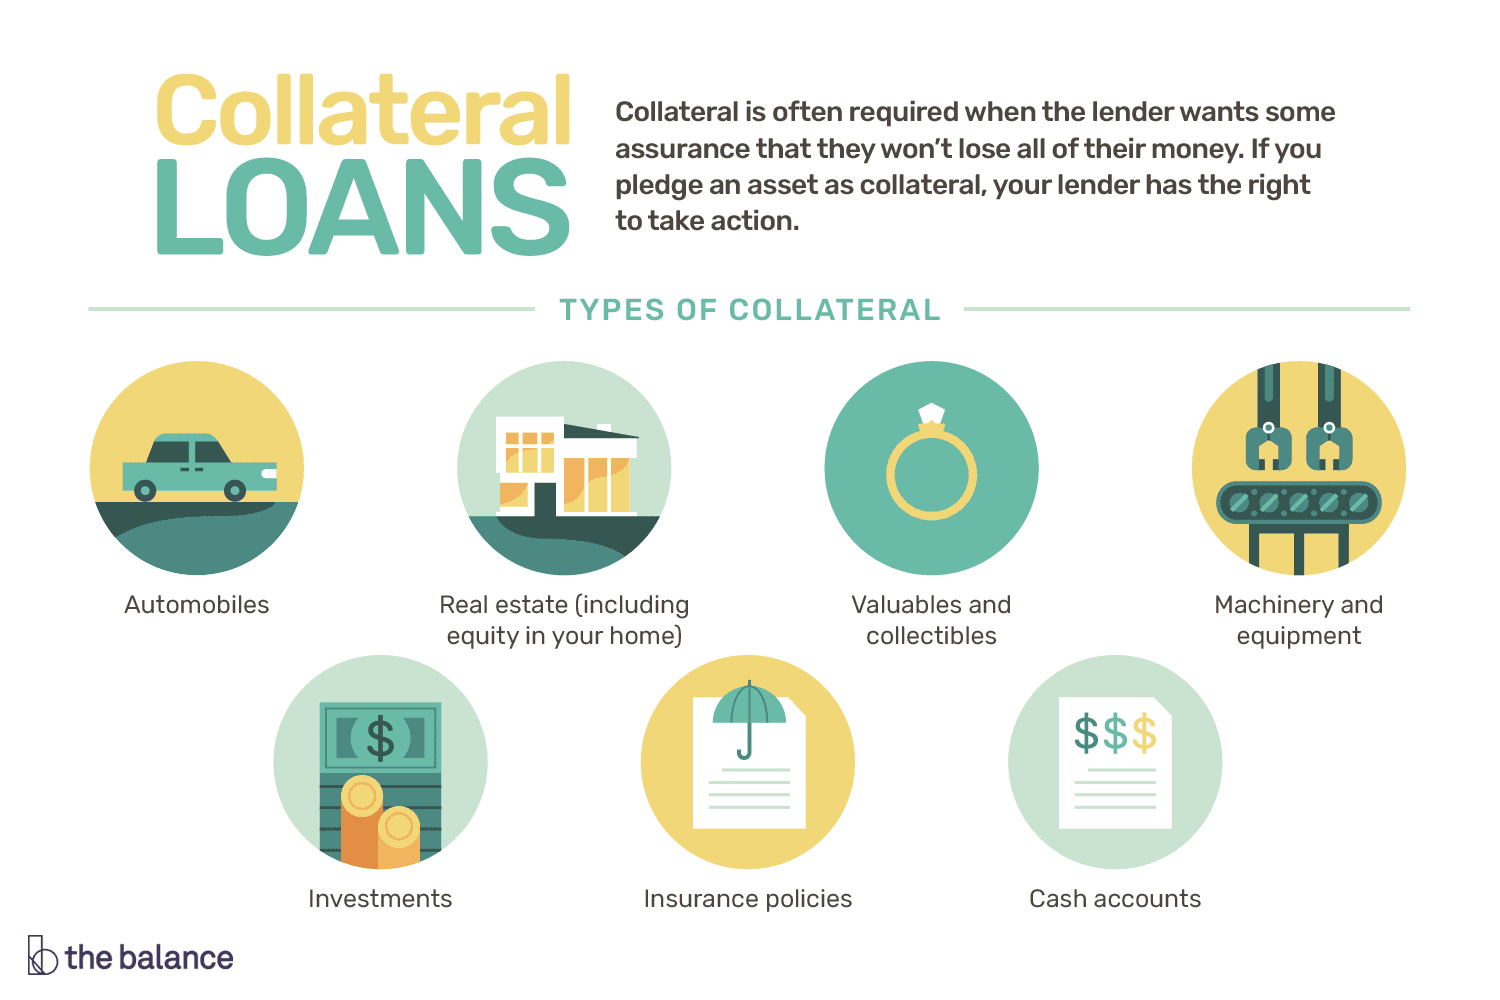 Collateral
LOANS
Collateral is often required when the lender wants some
assurance that they won’t lose all of their money. If you
pledge an asset as collateral, your lender has the right
to take action.
TYPES OF COLLATERAL
Automobiles
Real estate (including
equity in your home)
Valuables and
collectibles
Machinery and
equipment
$
$$$
Investments
Insurance policies
Cash accounts
the balance